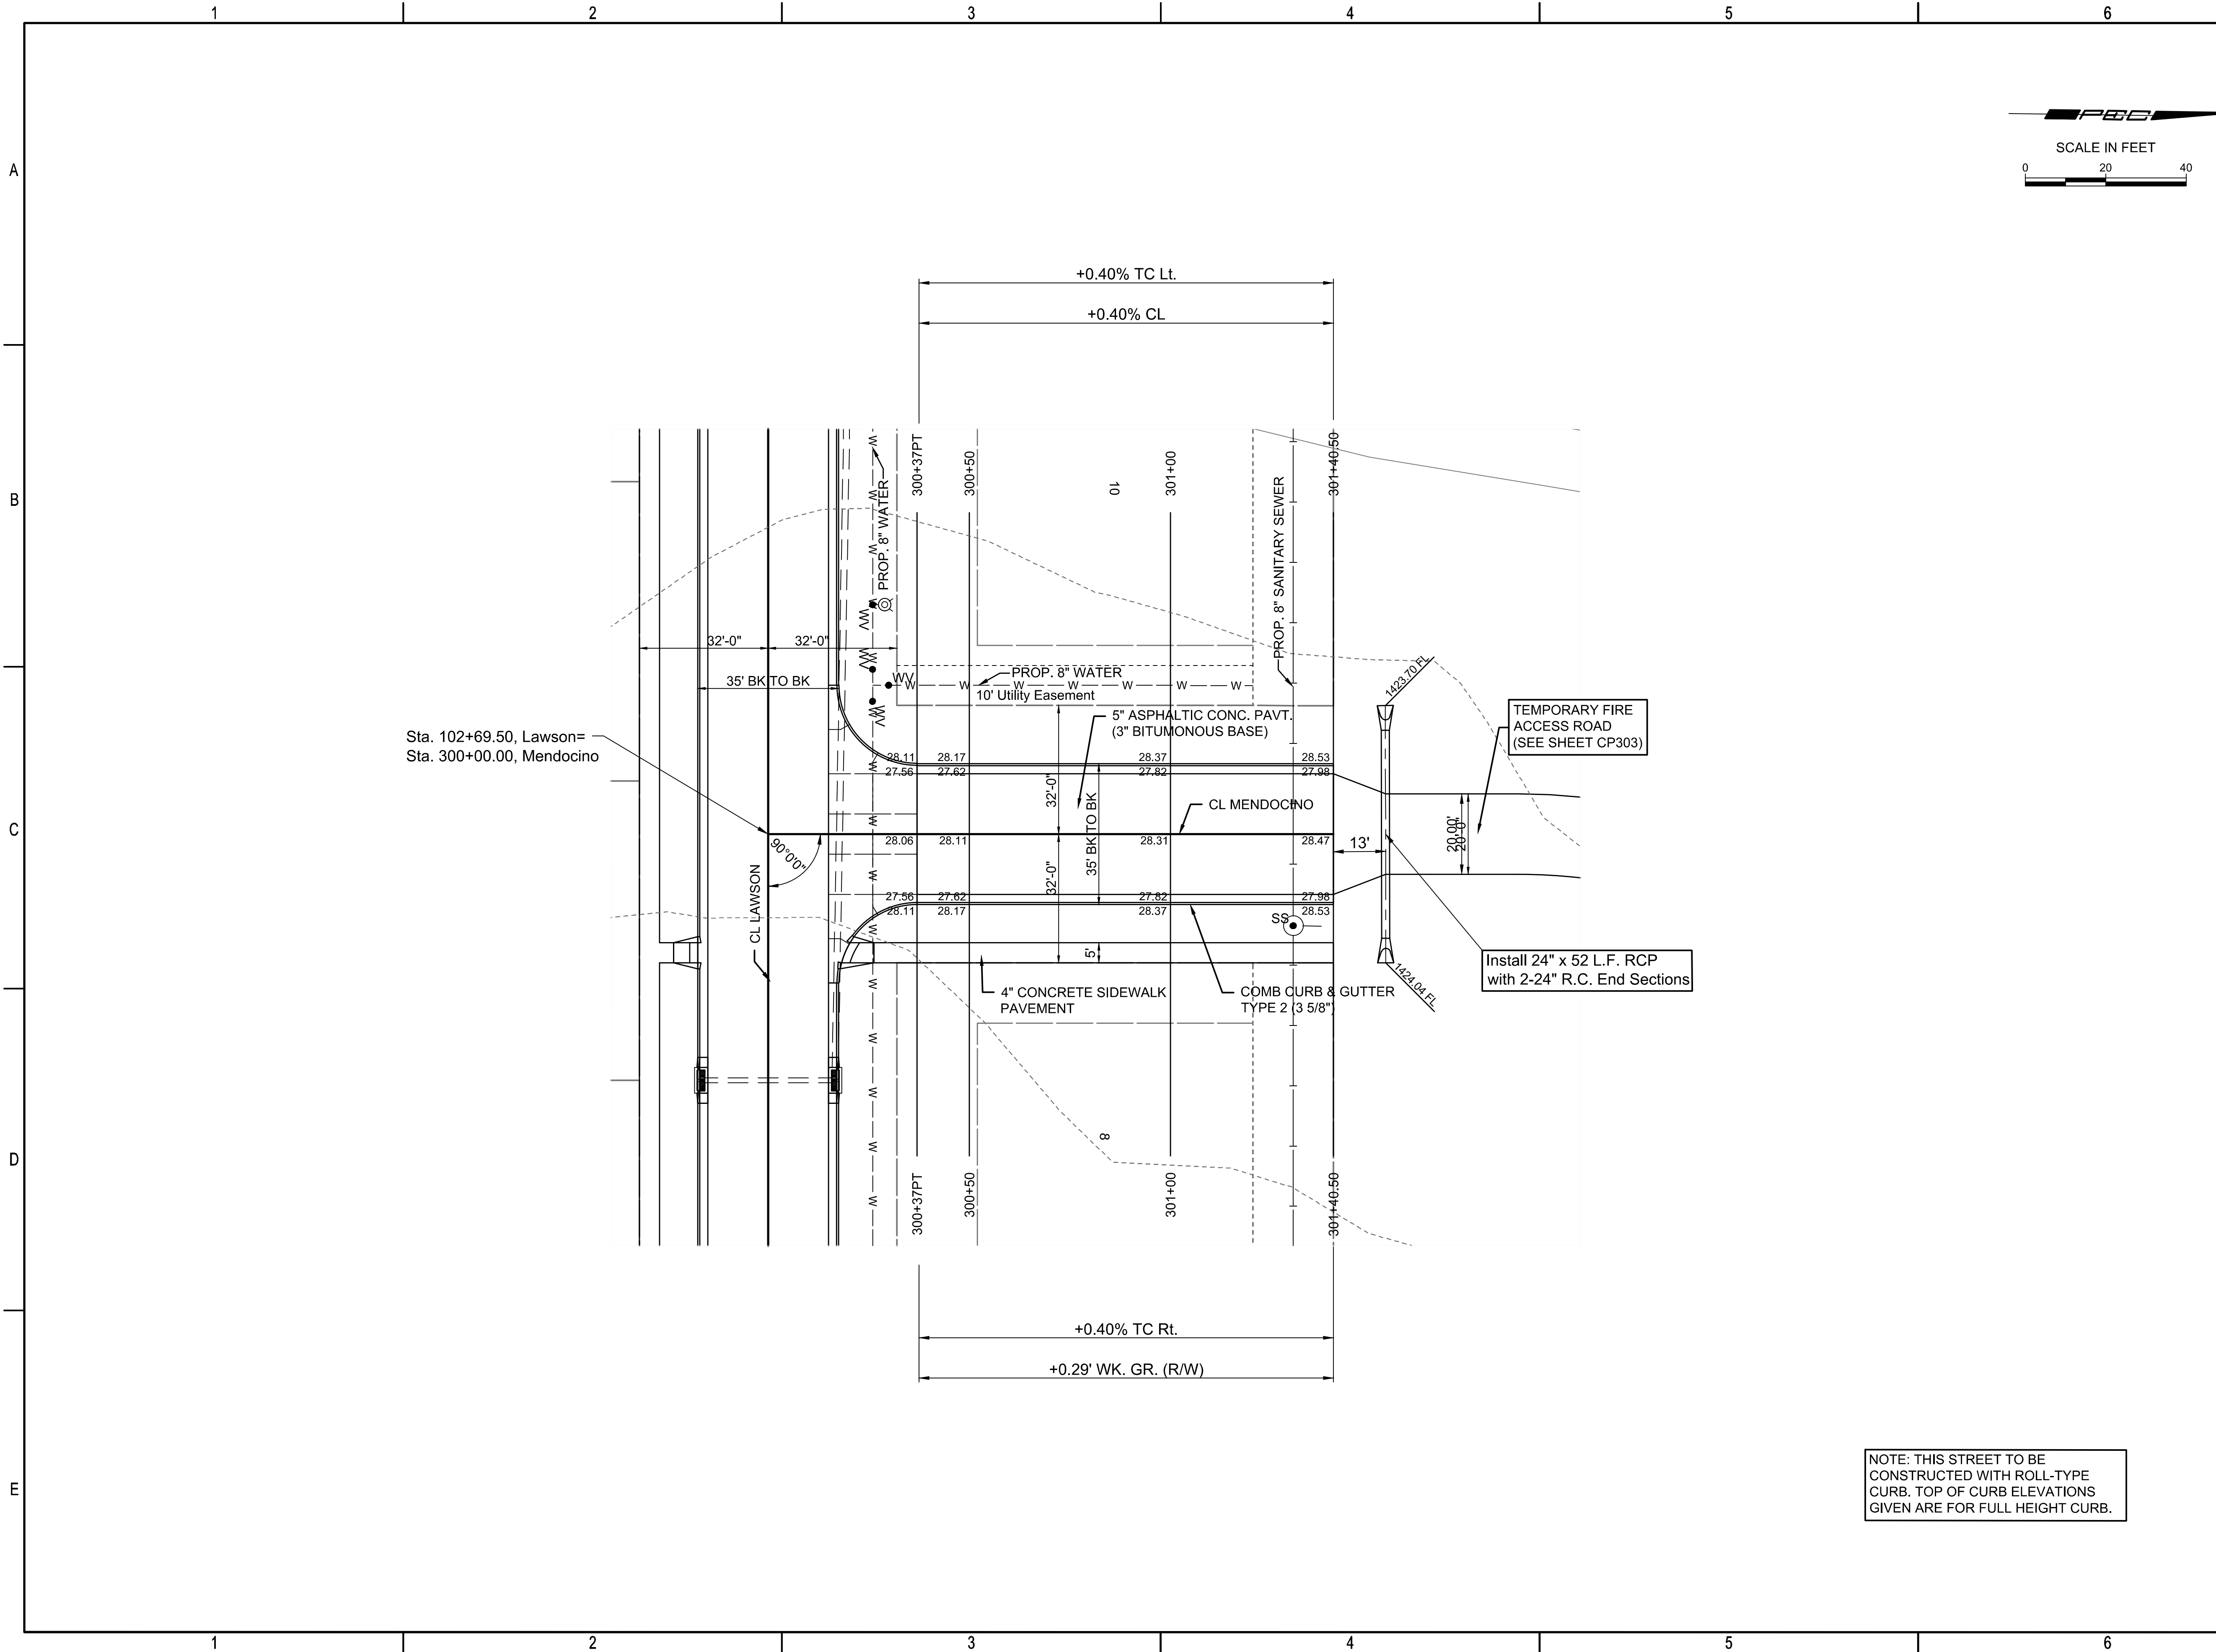 1 2 3 4 5 6
A
B
C
D
E
PEC
SCALE IN FEET
0 20 40
+0.40% TC Lt.
+0.40% CL
300+37PT
300+50
10
301+00
301+40.50
PROP. 8" WATER
PROP. 8" SANITARY SEWER
W
W
W
W
WV
WV
W
WV
WV
W
32'-0" 32'-0"
35' BK TO BK
PROP. 8" WATER
W W W W W W W
10' Utility Easement
5" ASPHALTIC CONC. PAVT.
(3" BITUMONOUS BASE)
1423.70 FL
TEMPORARY FIRE
ACCESS ROAD
(SEE SHEET CP303)
Sta. 102+69.50, Lawson=
Sta. 300+00.00, Mendocino
28.11 28.17 28.37 28.53
27.56 27.62 27.82 27.98
32'-0"
35' BK TO BK
CL MENDOCINO
28.06 28.11 28.31 28.47
13'
20.00'
20'-0"
90°0'0"
CL LAWSON
32'-0"
27.56 27.62 27.82 27.98
28.11 28.17 28.37 28.53
SS
5'
1424.04 FL
Install 24" x 52 L.F. RCP
with 2-24" R.C. End Sections
4" CONCRETE SIDEWALK
PAVEMENT
COMB CURB & GUTTER
TYPE 2 (3 5/8")
W
W
W
W
W
W
W
W
8
300+37PT
300+50
301+00
301+40.50
+0.40% TC Rt.
+0.29' WK. GR. (R/W)
NOTE: THIS STREET TO BE
CONSTRUCTED WITH ROLL-TYPE
CURB. TOP OF CURB ELEVATIONS
GIVEN ARE FOR FULL HEIGHT CURB.
1 2 3 4 5 6